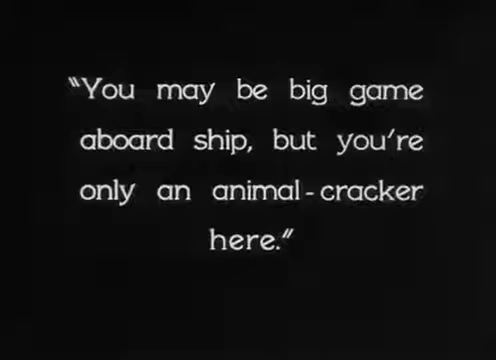 "You may be big game
aboard ship, but you're
only an animal-cracker
here."